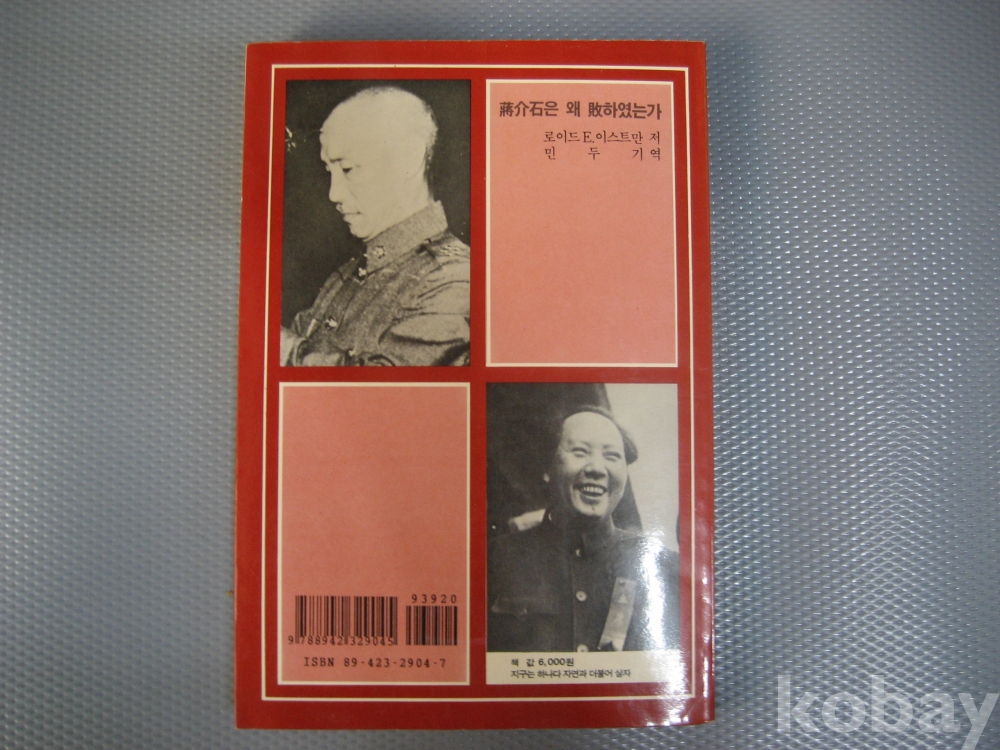 蔣介石은 왜 敗하였는가
로이드 E.이스트만 저
민 두 기 역
93920
9 788942 329045
ISBN 89-423-2904-7
책 값 6,000원
지구는 하나다 자연과 더불어 살자
kobay